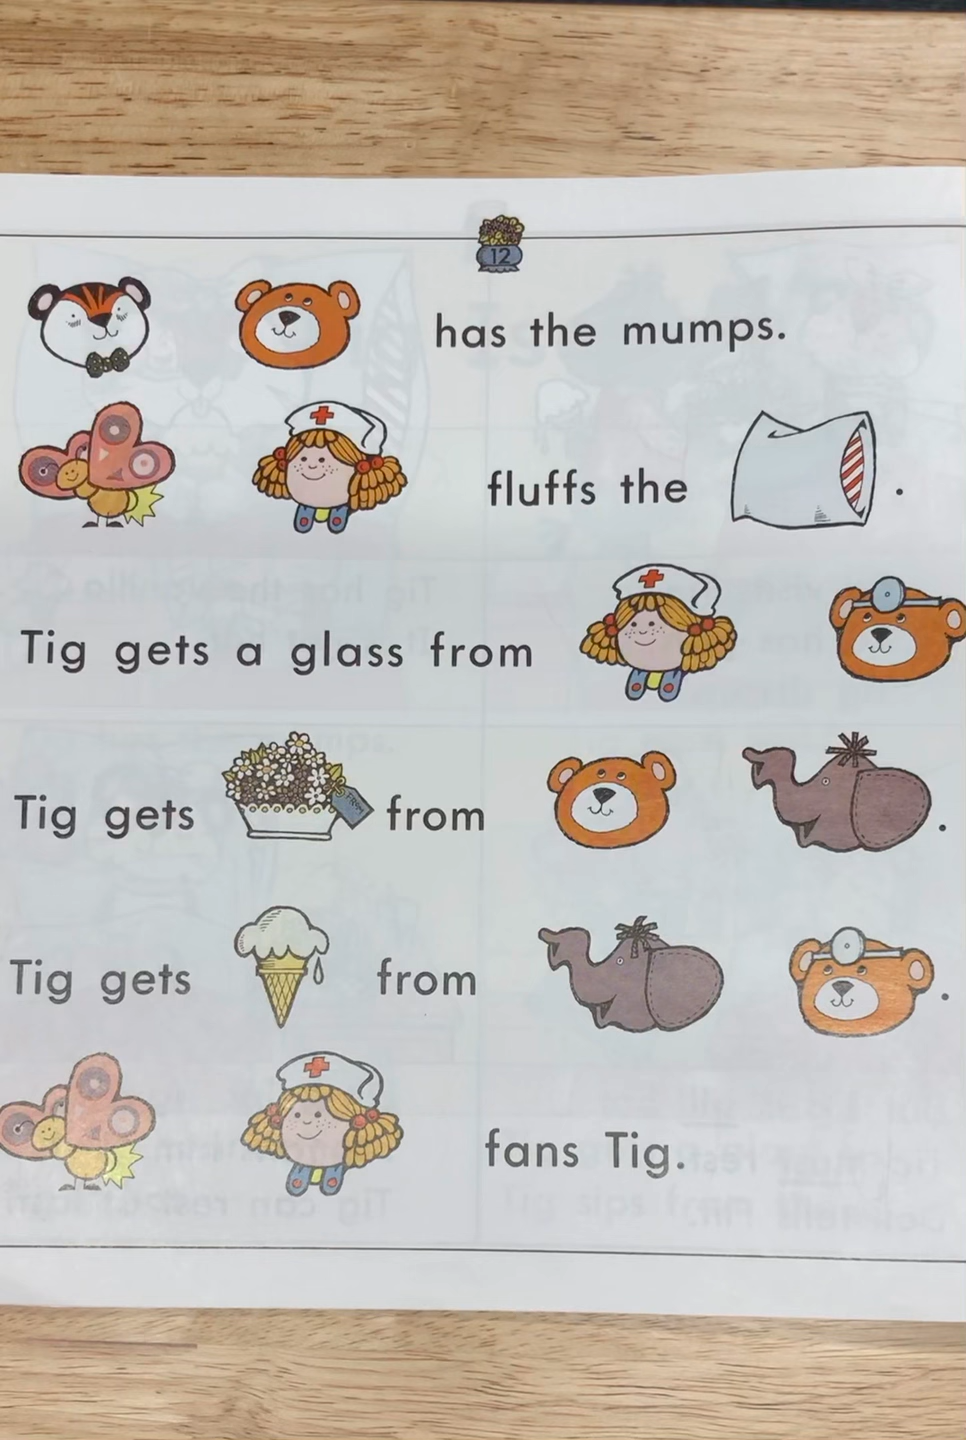 12
has the mumps.
fluffs the .
Tig gets a glass from
Tig gets from .
Tig gets from .
fans Tig.